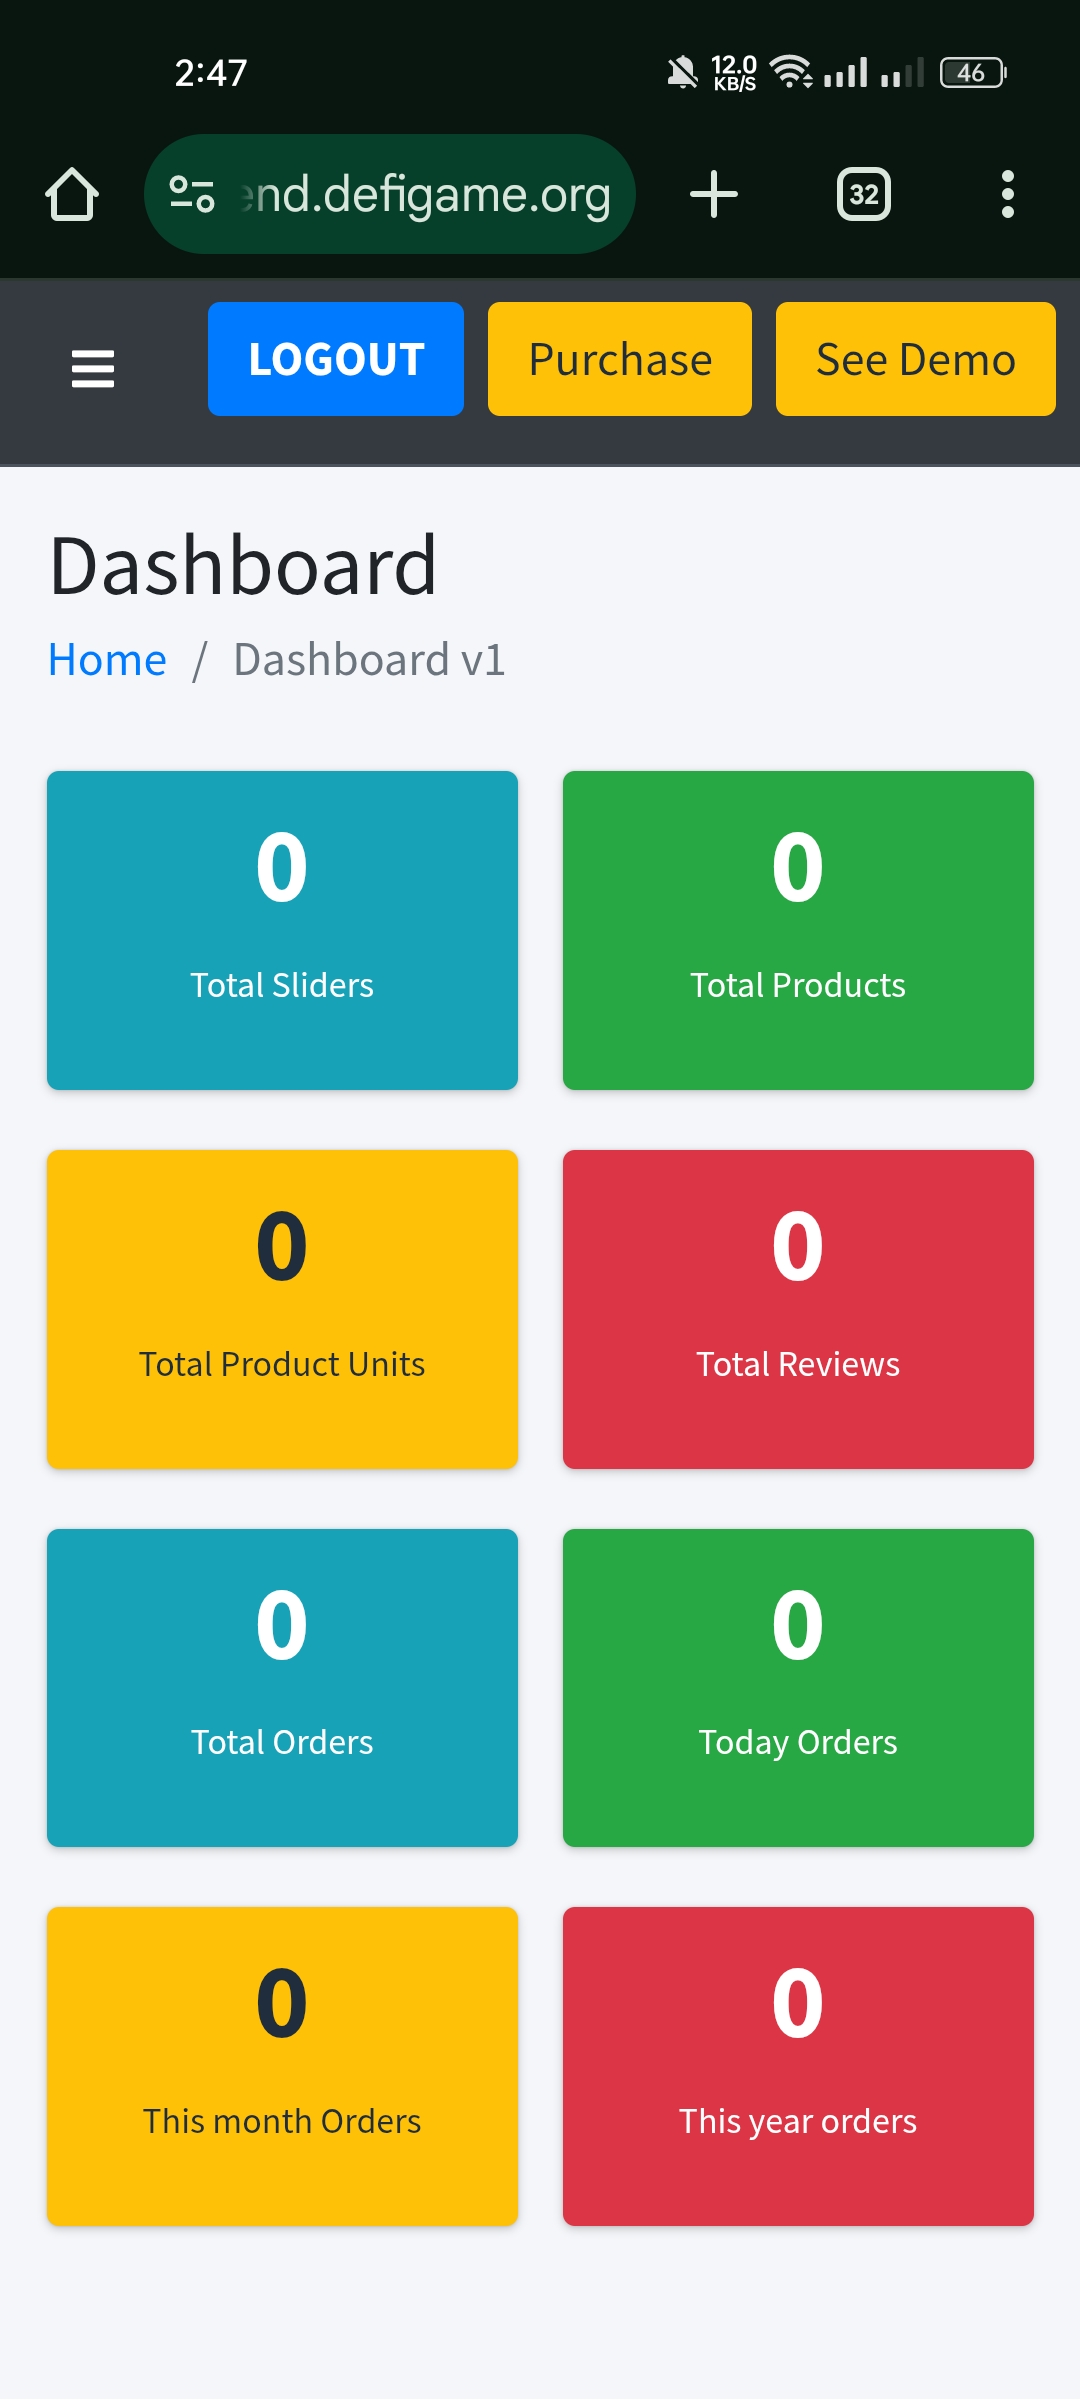 2:47
12.0
KB/S
46
end.defigame.org
32
LOGOUT
Purchase
See Demo
Dashboard
Home / Dashboard v1
0
Total Sliders
0
Total Products
0
Total Product Units
0
Total Reviews
0
Total Orders
0
Today Orders
0
This month Orders
0
This year orders